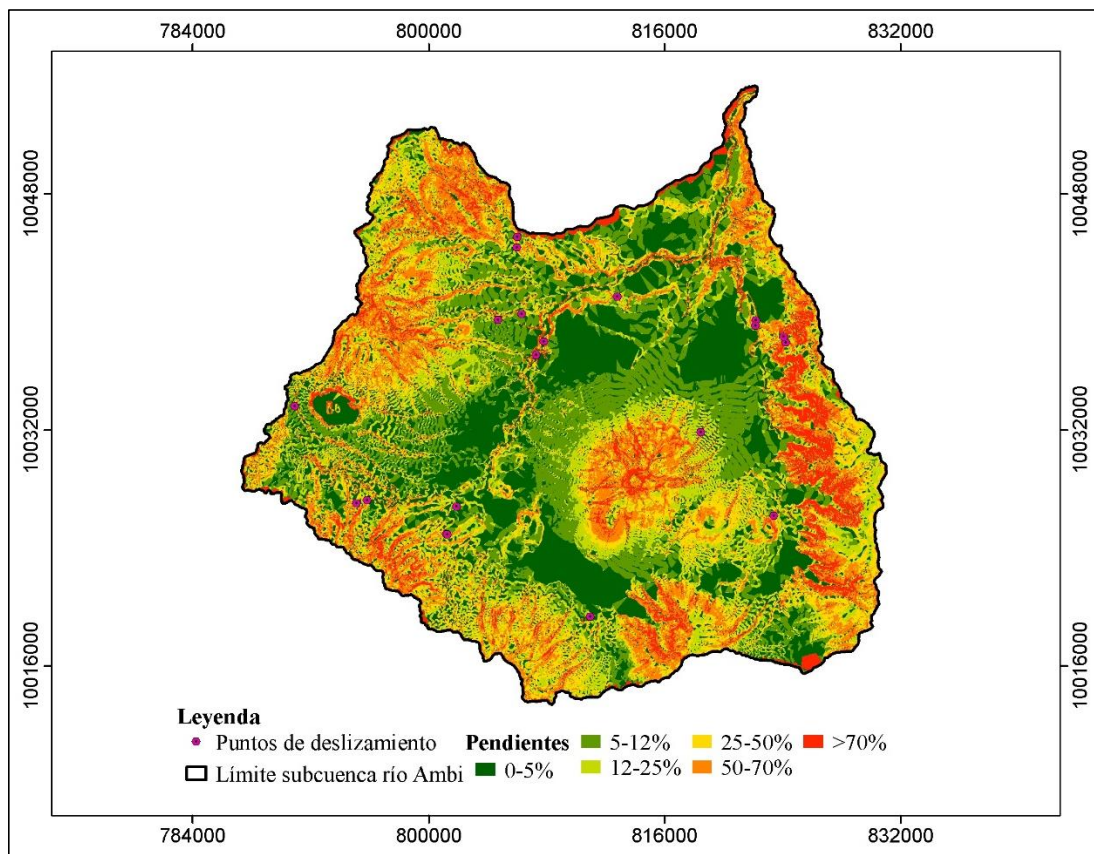 784000 800000 816000 832000
10048000 10048000
10032000 10032000
10016000 10016000
Leyenda
Puntos de deslizamiento
Límite subcuenca río Ambi
Pendientes
0-5%
5-12%
12-25%
25-50%
50-70%
>70%
784000 800000 816000 832000